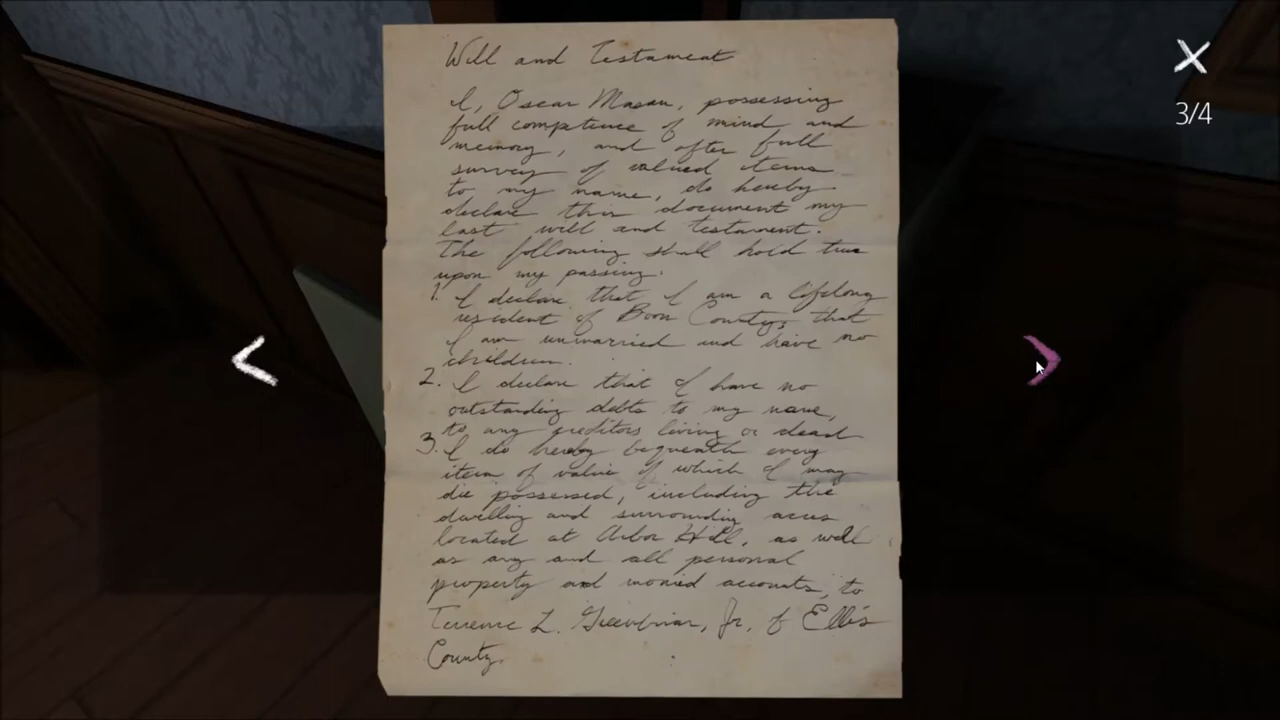 Will and Testament
3/4
I, Oscar Masan, possessing
full competence of mind and
memory, and after full
survey of valued items
to my name, do hereby
declare this document my
last will and testament.
The following shall hold true
upon my passing:
1. I declare that I am a lifelong
resident of Boon County, that
I am unmarried and have no
children.
2. I declare that I have no
outstanding debts to my name,
to any creditors living or dead
3. I do hereby bequeath every
item of value of which I may
die possessed, including the
dwelling and surrounding acres
located at Arbor Hill, as well
as any and all personal
property and monied accounts, to
Terrence L. Greenbriar, Jr. of Ellis
County.